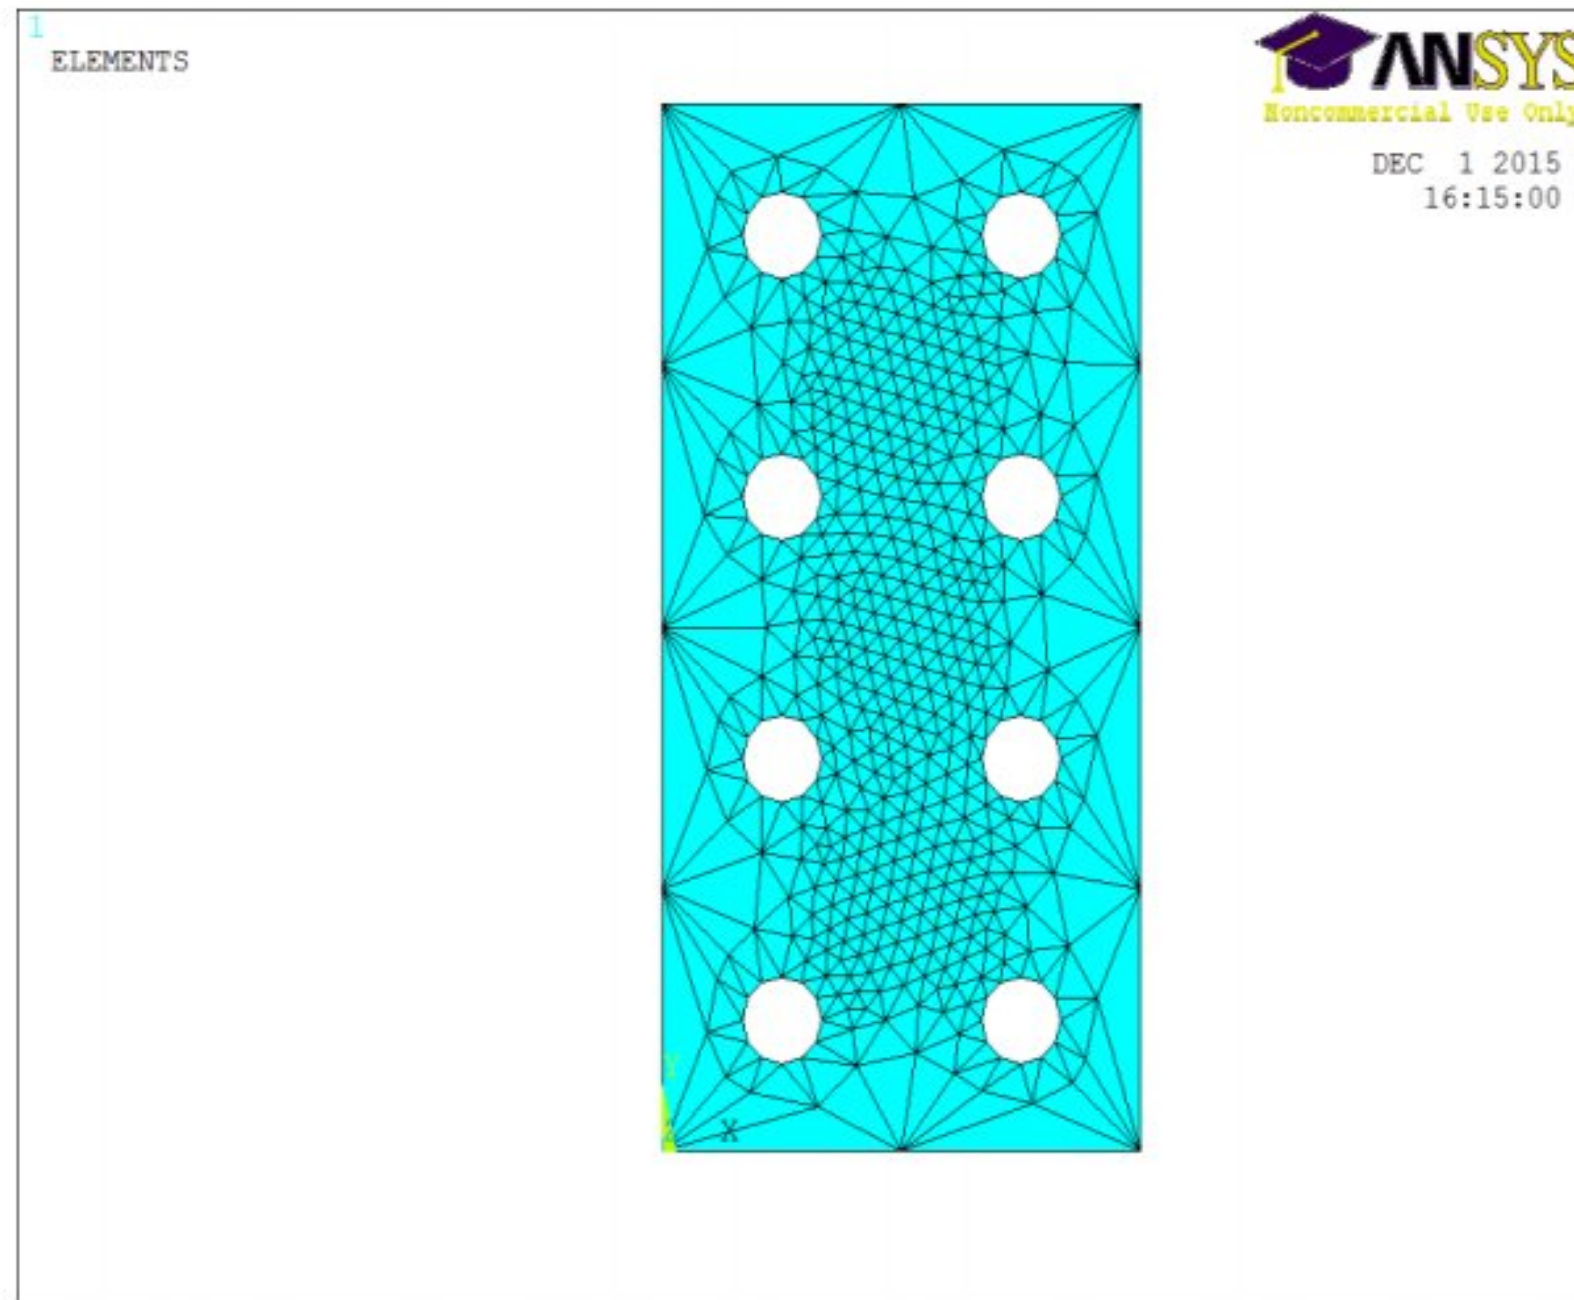 1
ELEMENTS
ANSYS
Noncommercial Use Only
DEC 1 2015
16:15:00
Y
Z X